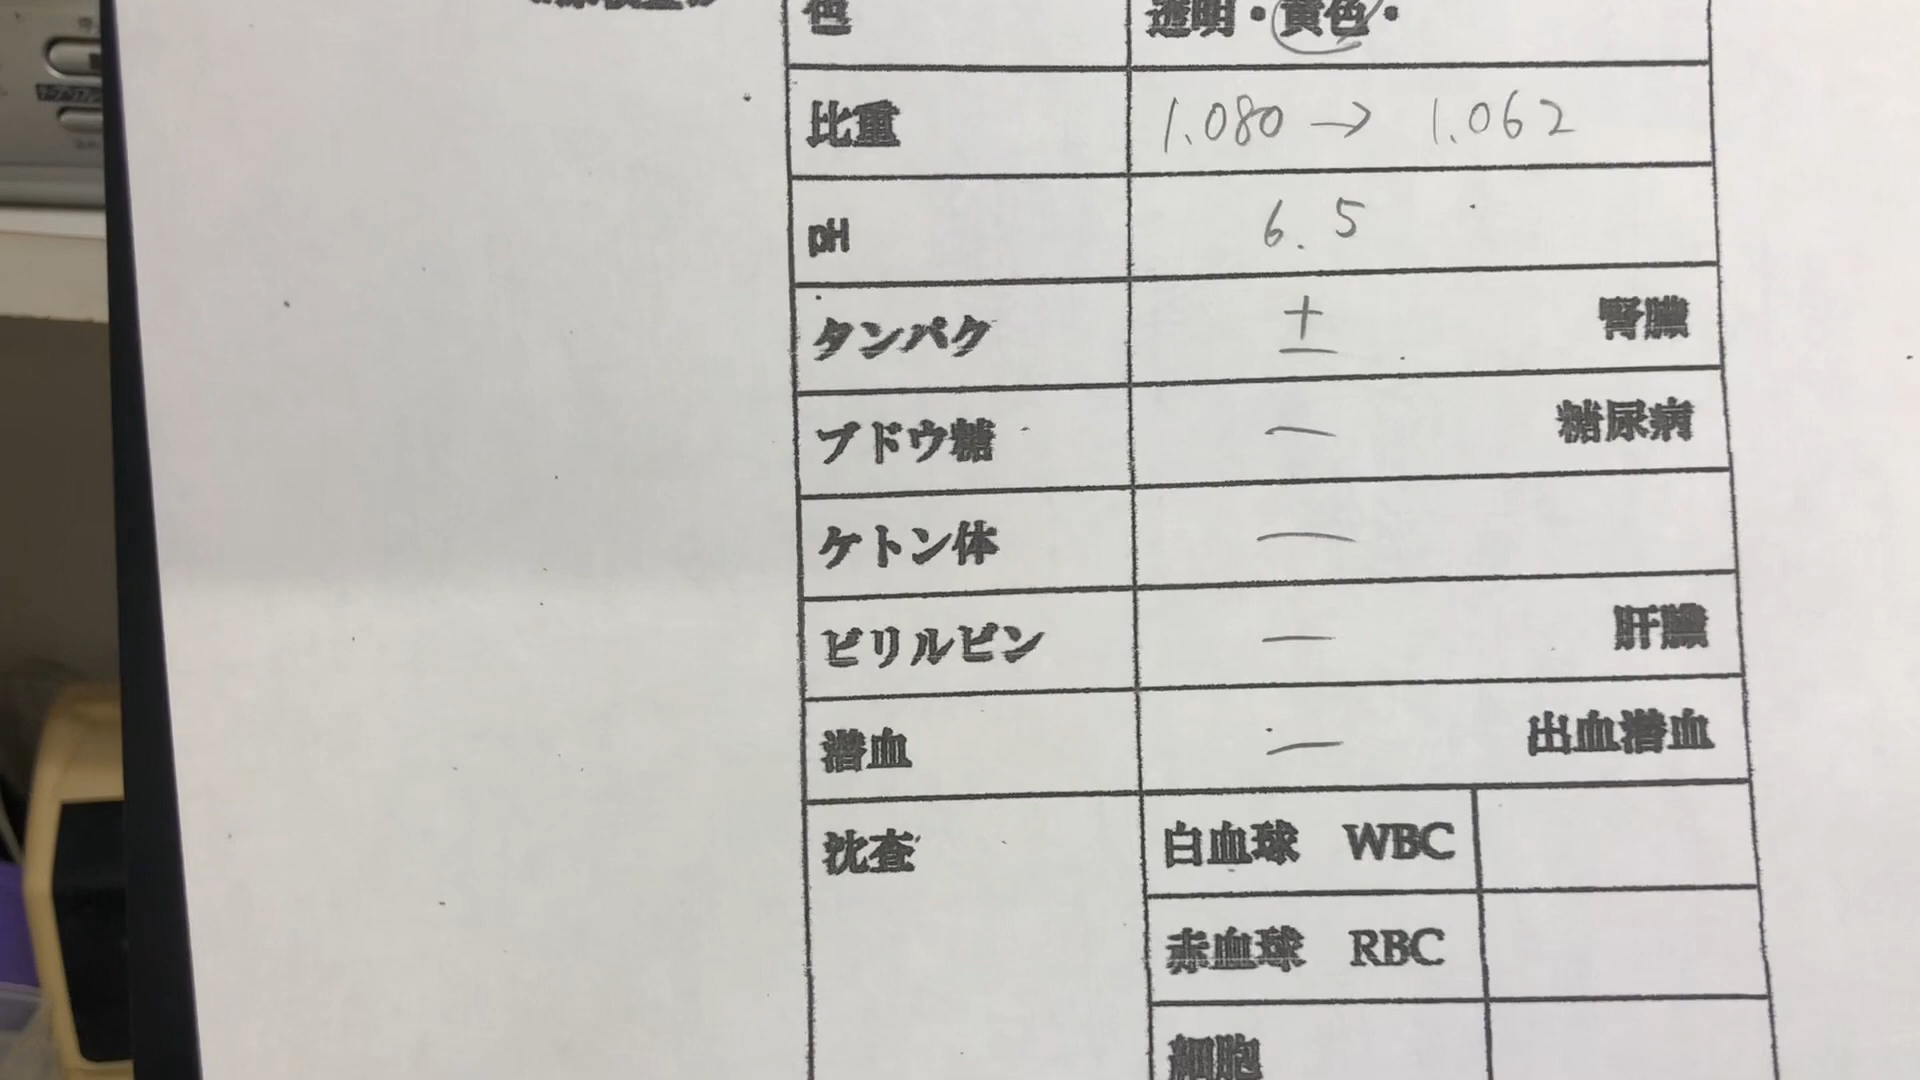 色 透明・黄色・
比重 1.080 → 1.062
pH 6.5
タンパク ± 腎臓
ブドウ糖 － 糖尿病
ケトン体 －
ビリルビン － 肝臓
潜血 － 出血潜血
沈査 白血球 WBC
赤血球 RBC
細胞